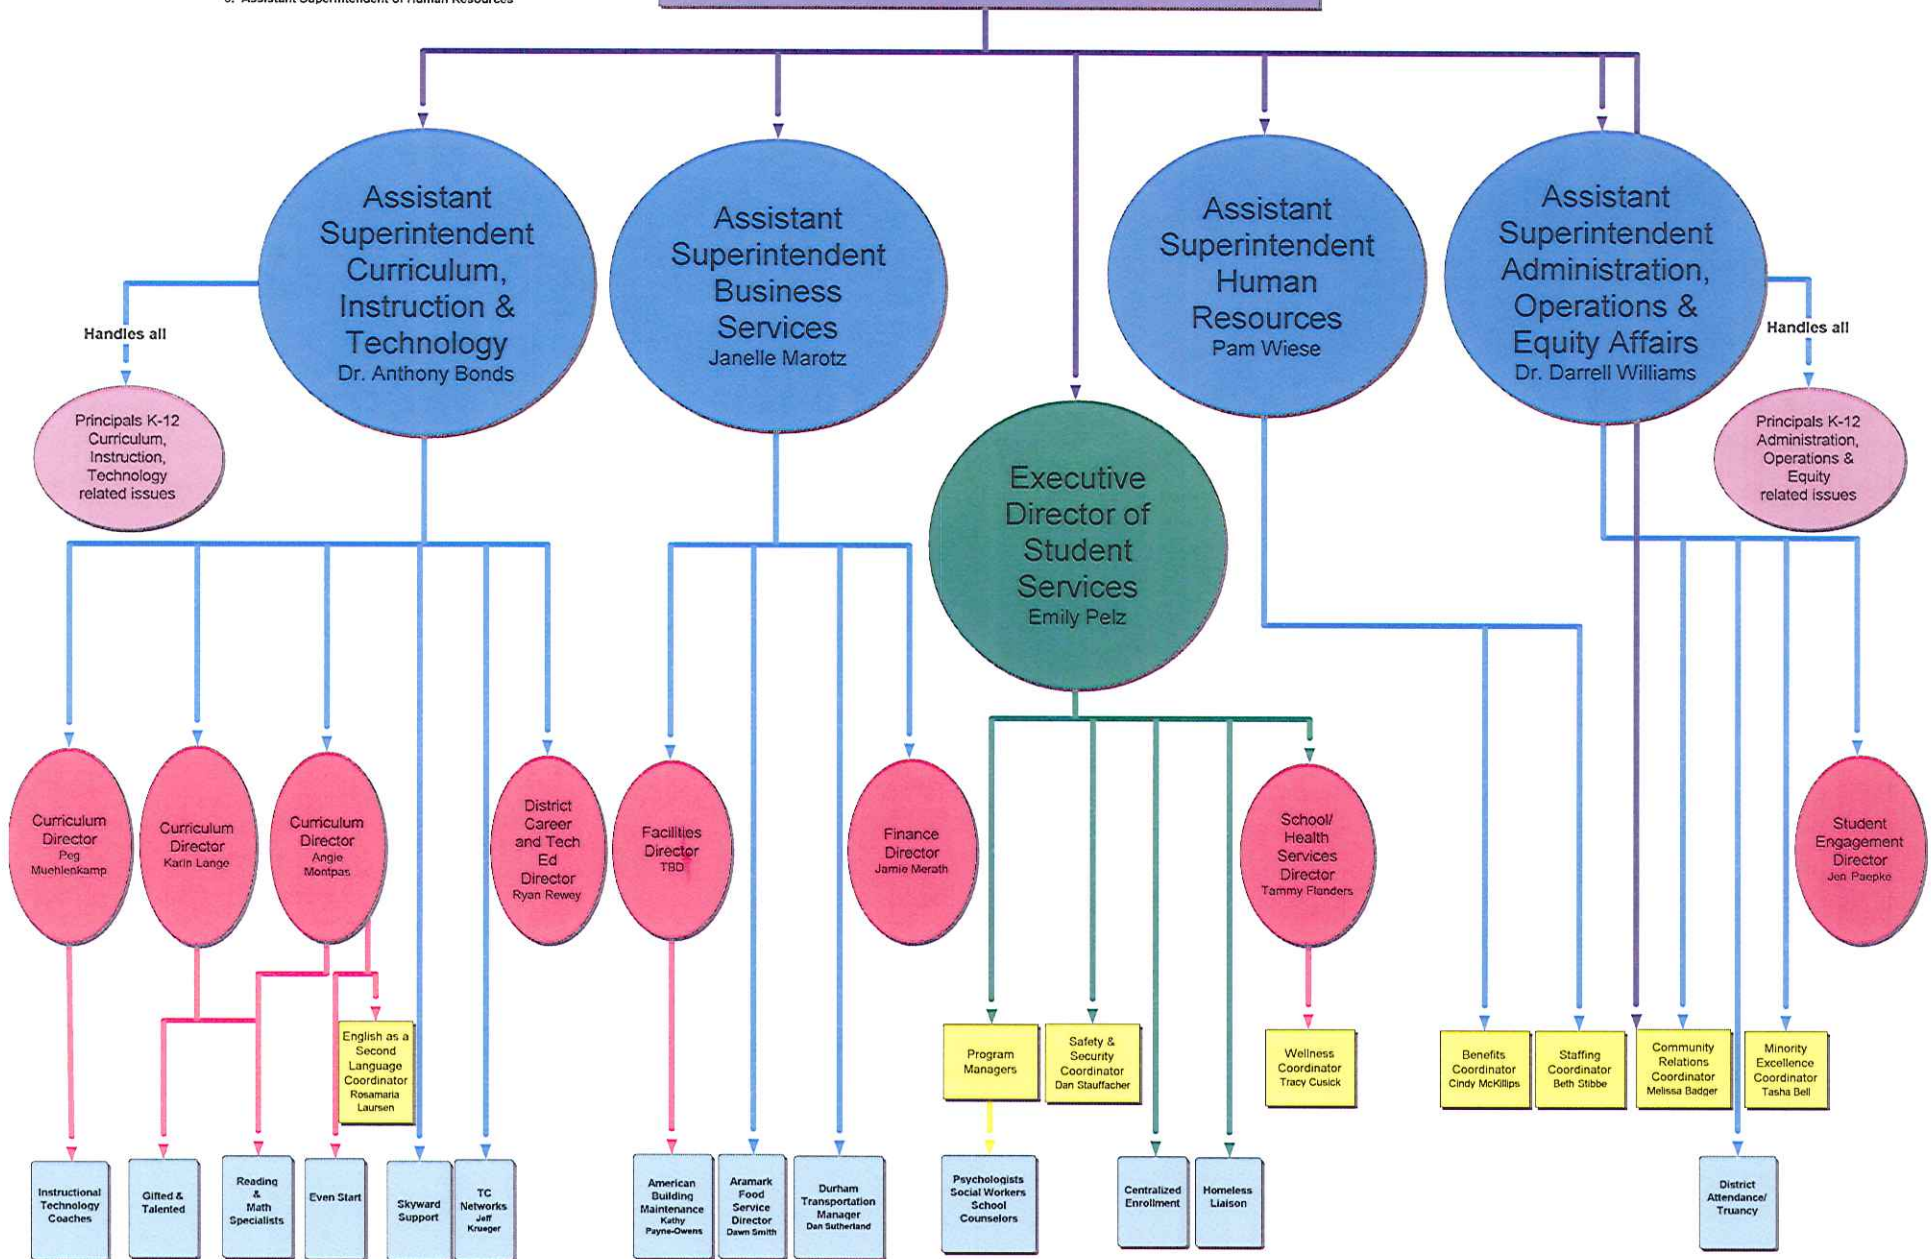 6. Assistant Superintendent of Human Resources
Assistant
Superintendent
Curriculum,
Instruction &
Technology
Dr. Anthony Bonds
Assistant
Superintendent
Business
Services
Janelle Marotz
Assistant
Superintendent
Human
Resources
Pam Wiese
Assistant
Superintendent
Administration,
Operations &
Equity Affairs
Dr. Darrell Williams
Handles all
Handles all
Principals K-12
Curriculum,
Instruction,
Technology
related issues
Executive
Director of
Student
Services
Emily Pelz
Principals K-12
Administration,
Operations &
Equity
related issues
Curriculum
Director
Peg
Muehlenkamp
Curriculum
Director
Karin Lange
Curriculum
Director
Angie
Montpas
District
Career
and Tech
Ed
Director
Ryan Rewey
Facilities
Director
TBD
Finance
Director
Jamie Merath
School/
Health
Services
Director
Tammy Flanders
Student
Engagement
Director
Jen Paepke
English as a
Second
Language
Coordinator
Rosamaria
Laursen
Program
Managers
Safety &
Security
Coordinator
Dan Stauffacher
Wellness
Coordinator
Tracy Cusick
Benefits
Coordinator
Cindy McKillips
Staffing
Coordinator
Beth Stibbe
Community
Relations
Coordinator
Melissa Badger
Minority
Excellence
Coordinator
Tasha Bell
Instructional
Technology
Coaches
Gifted &
Talented
Reading
&
Math
Specialists
Even Start
Skyward
Support
TC
Networks
Jeff
Krueger
American
Building
Maintenance
Kathy
Payne-Owens
Aramark
Food
Service
Director
Dawn Smith
Durham
Transportation
Manager
Dan Sutherland
Psychologists
Social Workers
School
Counselors
Centralized
Enrollment
Homeless
Liaison
District
Attendance/
Truancy